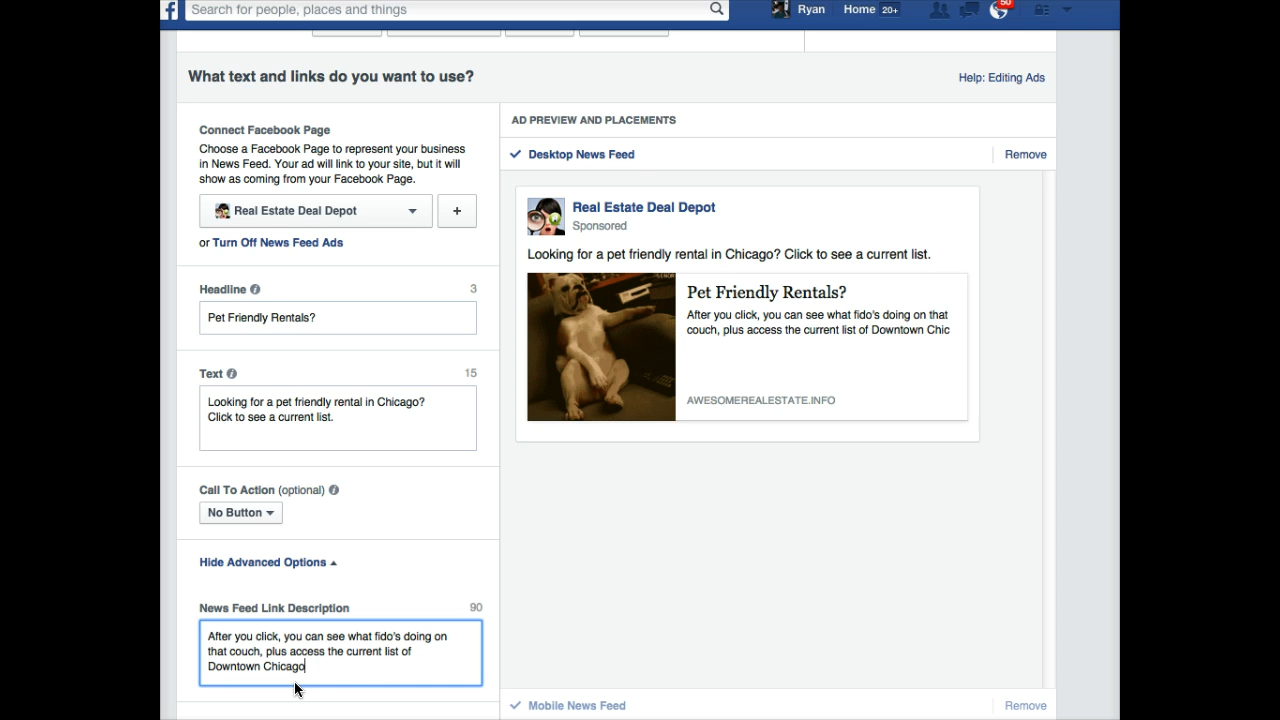 Search for people, places and things
Ryan
Home 20+
50
What text and links do you want to use?
Help: Editing Ads
Connect Facebook Page
Choose a Facebook Page to represent your business
in News Feed. Your ad will link to your site, but it will
show as coming from your Facebook Page.
Real Estate Deal Depot
+
or Turn Off News Feed Ads
Headline
3
Pet Friendly Rentals?
Text
15
Looking for a pet friendly rental in Chicago?
Click to see a current list.
Call To Action (optional)
No Button
Hide Advanced Options
News Feed Link Description
90
After you click, you can see what fido's doing on
that couch, plus access the current list of
Downtown Chicago
AD PREVIEW AND PLACEMENTS
Desktop News Feed
Remove
Real Estate Deal Depot
Sponsored
Looking for a pet friendly rental in Chicago? Click to see a current list.
Pet Friendly Rentals?
After you click, you can see what fido's doing on that
couch, plus access the current list of Downtown Chic
AWESOMEREALESTATE.INFO
Mobile News Feed
Remove